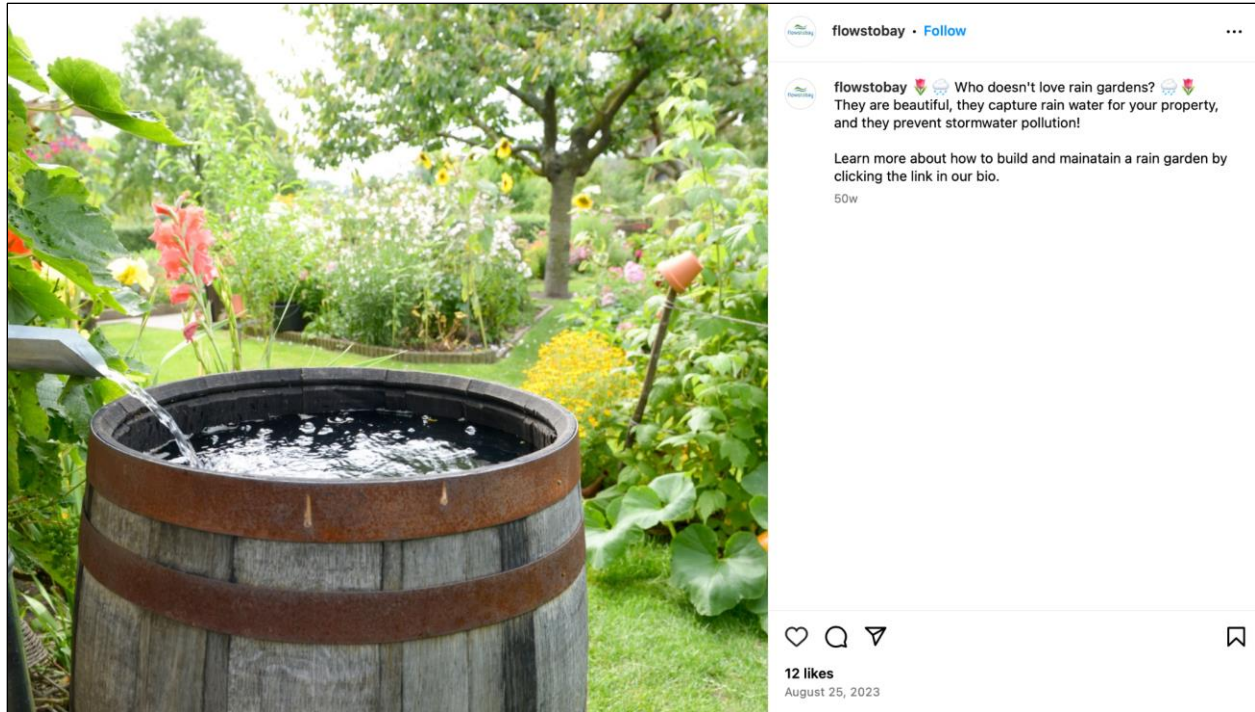 flowstobay • Follow
flowstobay
flowstobay
flowstobay 🌷 🌧️ Who doesn't love rain gardens? 🌧️ 🌷
They are beautiful, they capture rain water for your property,
and they prevent stormwater pollution!
Learn more about how to build and mainatain a rain garden by
clicking the link in our bio.
50w
12 likes
August 25, 2023